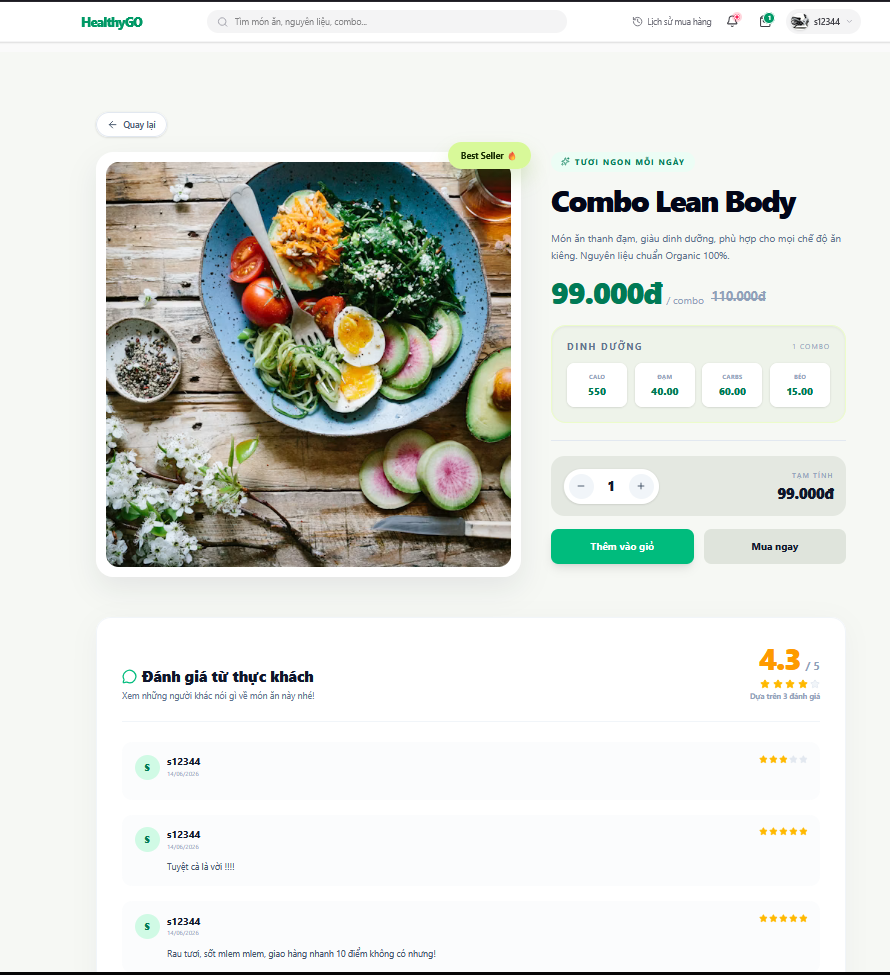 HealthyGO
Tìm món ăn, nguyên liệu, combo...
Lịch sử mua hàng
1
s12344
Quay lại
Best Seller
TƯƠI NGON MỖI NGÀY
Combo Lean Body
Món ăn thanh đạm, giàu dinh dưỡng, phù hợp cho mọi chế độ ăn
kiêng. Nguyên liệu chuẩn Organic 100%.
99.000đ / combo 110.000đ
DINH DƯỠNG
1 COMBO
CALO
550
ĐẠM
40.00
CARBS
60.00
BÉO
15.00
1
TẠM TÍNH
99.000đ
Thêm vào giỏ
Mua ngay
Đánh giá từ thực khách
Xem những người khác nói gì về món ăn này nhé!
4.3 / 5
Dựa trên 3 đánh giá
S
s12344
14/06/2026
S
s12344
14/06/2026
Tuyệt cà là vời !!!!
S
s12344
14/06/2026
Rau tươi, sốt mlem mlem, giao hàng nhanh 10 điểm không có nhưng!